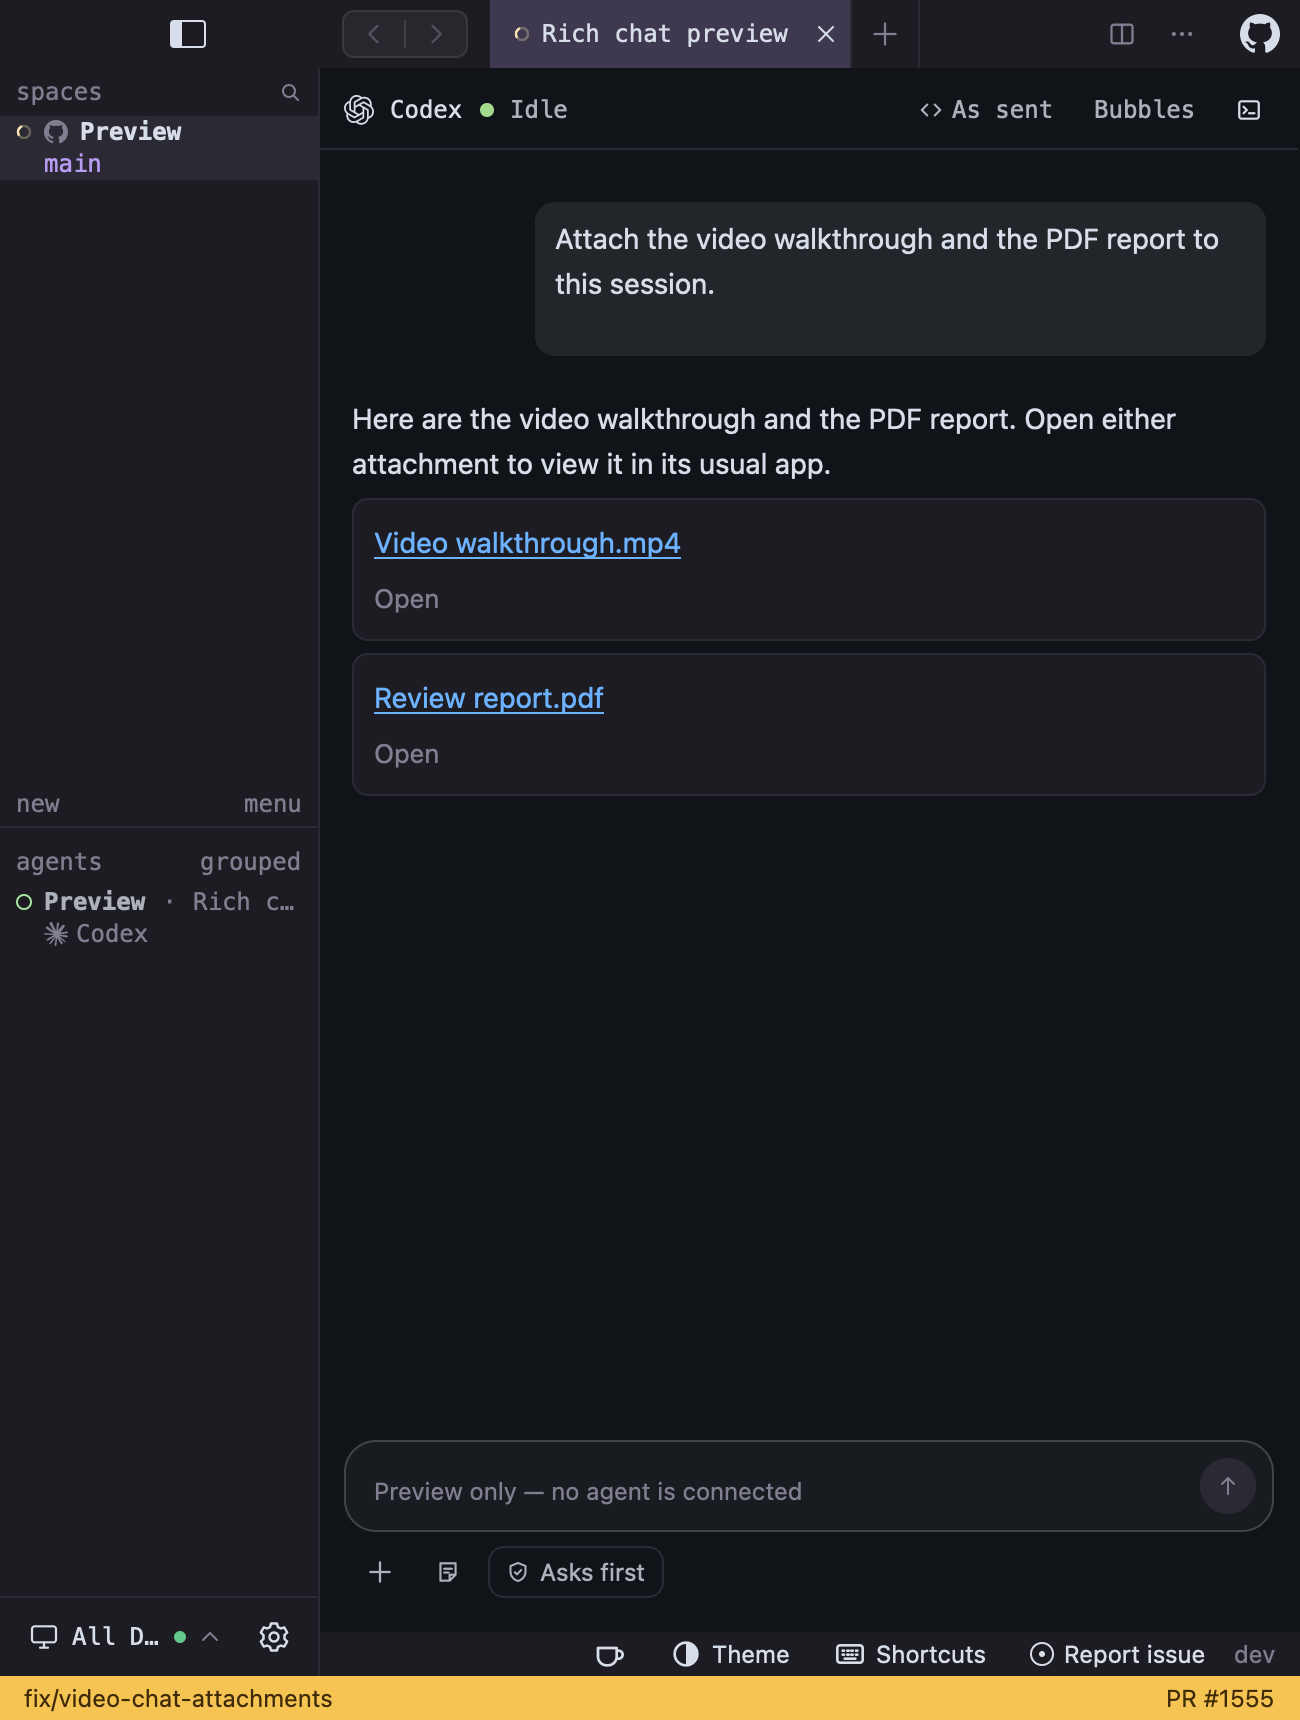 Rich chat preview
spaces
Preview
main
Codex
Idle
<> As sent
Bubbles
Attach the video walkthrough and the PDF report to
this session.
Here are the video walkthrough and the PDF report. Open either
attachment to view it in its usual app.
Video walkthrough.mp4
Open
Review report.pdf
Open
new
menu
agents
grouped
Preview · Rich c…
Codex
Preview only — no agent is connected
Asks first
All D…
Theme
Shortcuts
Report issue
dev
fix/video-chat-attachments
PR #1555